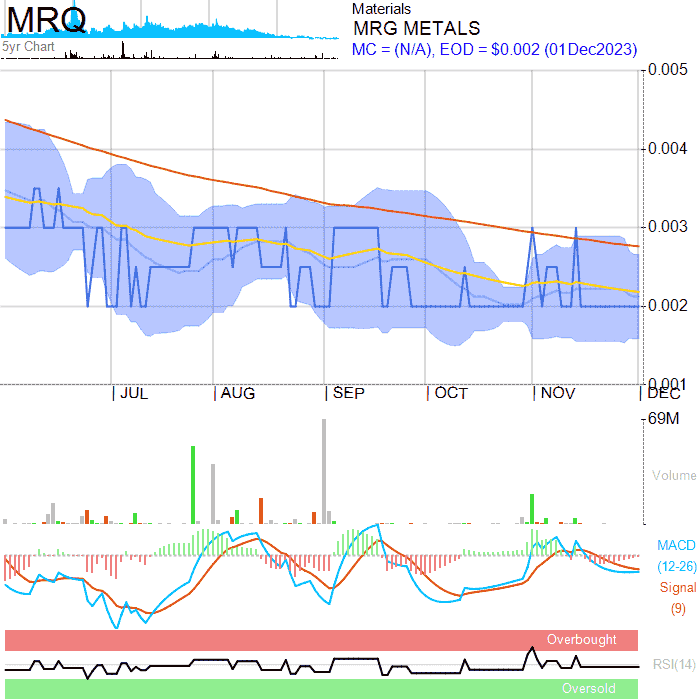 MRQ
5yr Chart
Materials
MRG METALS
MC = (N/A), EOD = $0.002 (01Dec2023)
0.005
0.004
0.003
0.002
0.001
JUL
AUG
SEP
OCT
NOV
DEC
69M
Volume
MACD
(12-26)
Signal
(9)
Overbought
RSI(14)
Oversold